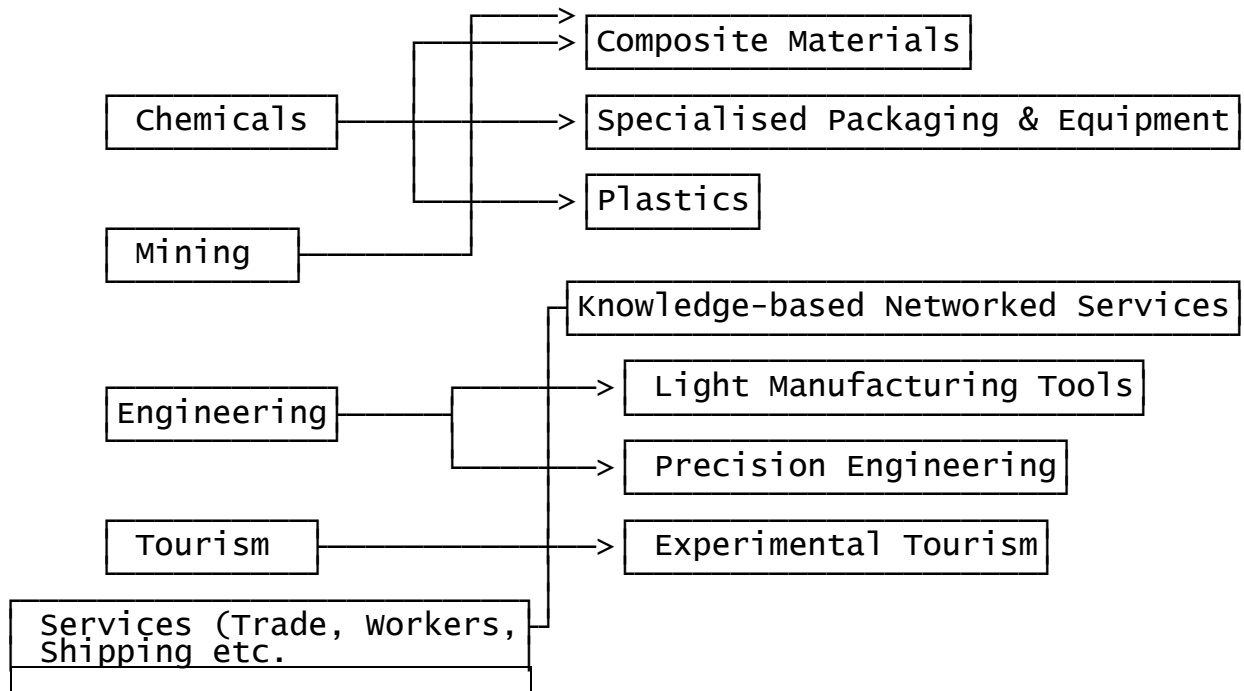 Composite Materials
Chemicals
Specialised Packaging & Equipment
Plastics
Mining
Knowledge-based Networked Services
Light Manufacturing Tools
Engineering
Precision Engineering
Tourism
Experimental Tourism
Services (Trade, Workers,
Shipping etc.